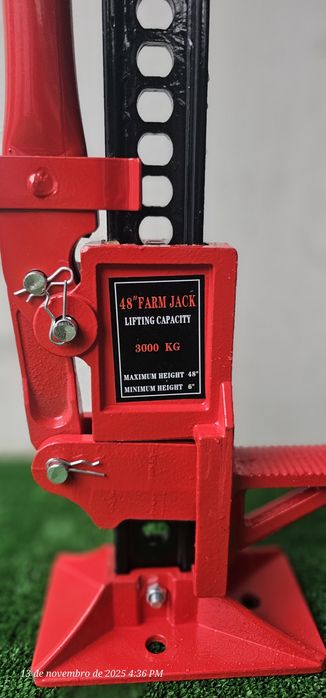 48" FARM JACK
LIFTING CAPACITY
3000 KG
MAXIMUM HEIGHT 48"
MINIMUM HEIGHT 6"
13 de novembro de 2025 4:36 PM